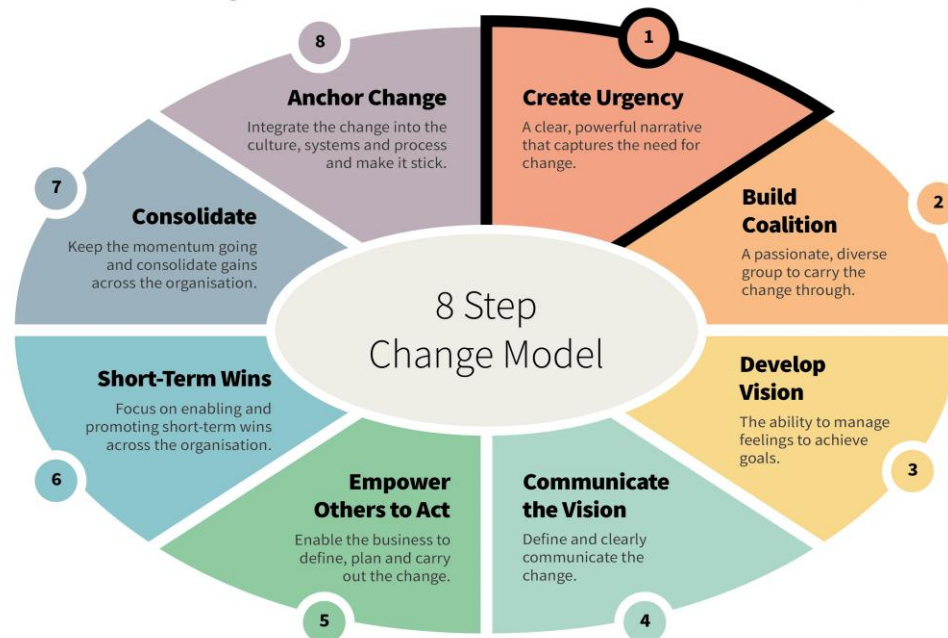 8 Step
Change Model
1
Create Urgency
A clear, powerful narrative
that captures the need for
change.
2
Build
Coalition
A passionate, diverse
group to carry the
change through.
3
Develop
Vision
The ability to manage
feelings to achieve
goals.
4
Communicate
the Vision
Define and clearly
communicate the
change.
5
Empower
Others to Act
Enable the business to
define, plan and carry
out the change.
6
Short-Term Wins
Focus on enabling and
promoting short-term wins
across the organisation.
7
Consolidate
Keep the momentum going
and consolidate gains
across the organisation.
8
Anchor Change
Integrate the change into the
culture, systems and process
and make it stick.